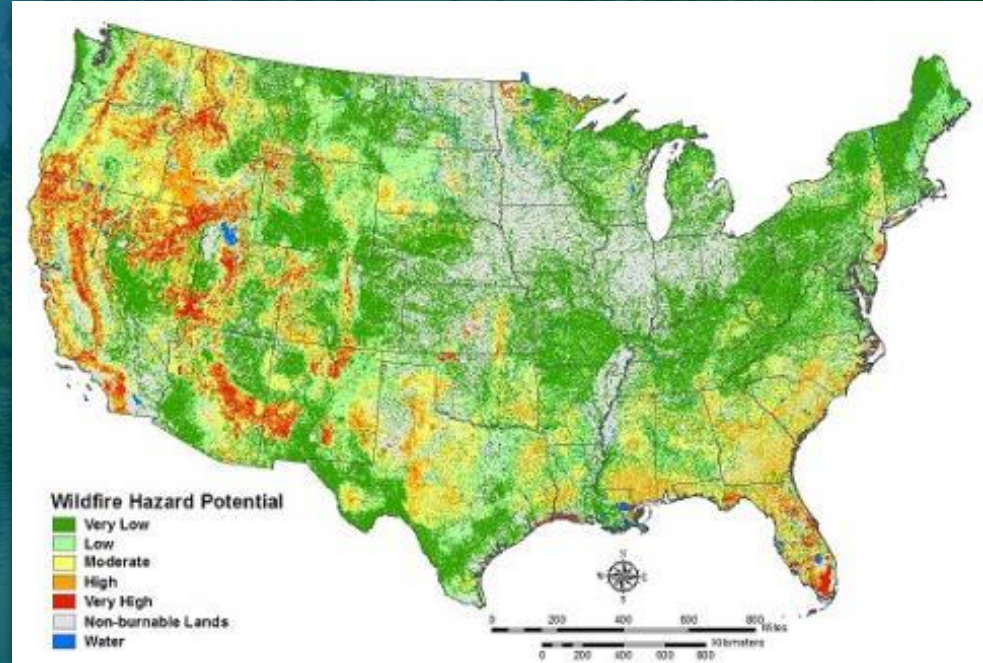 Wildfire Hazard Potential
Very Low
Low
Moderate
High
Very High
Non-burnable Lands
Water
N
W E
S
0 200 400 600 800 Miles
0 200 400 600 800 Kilometers